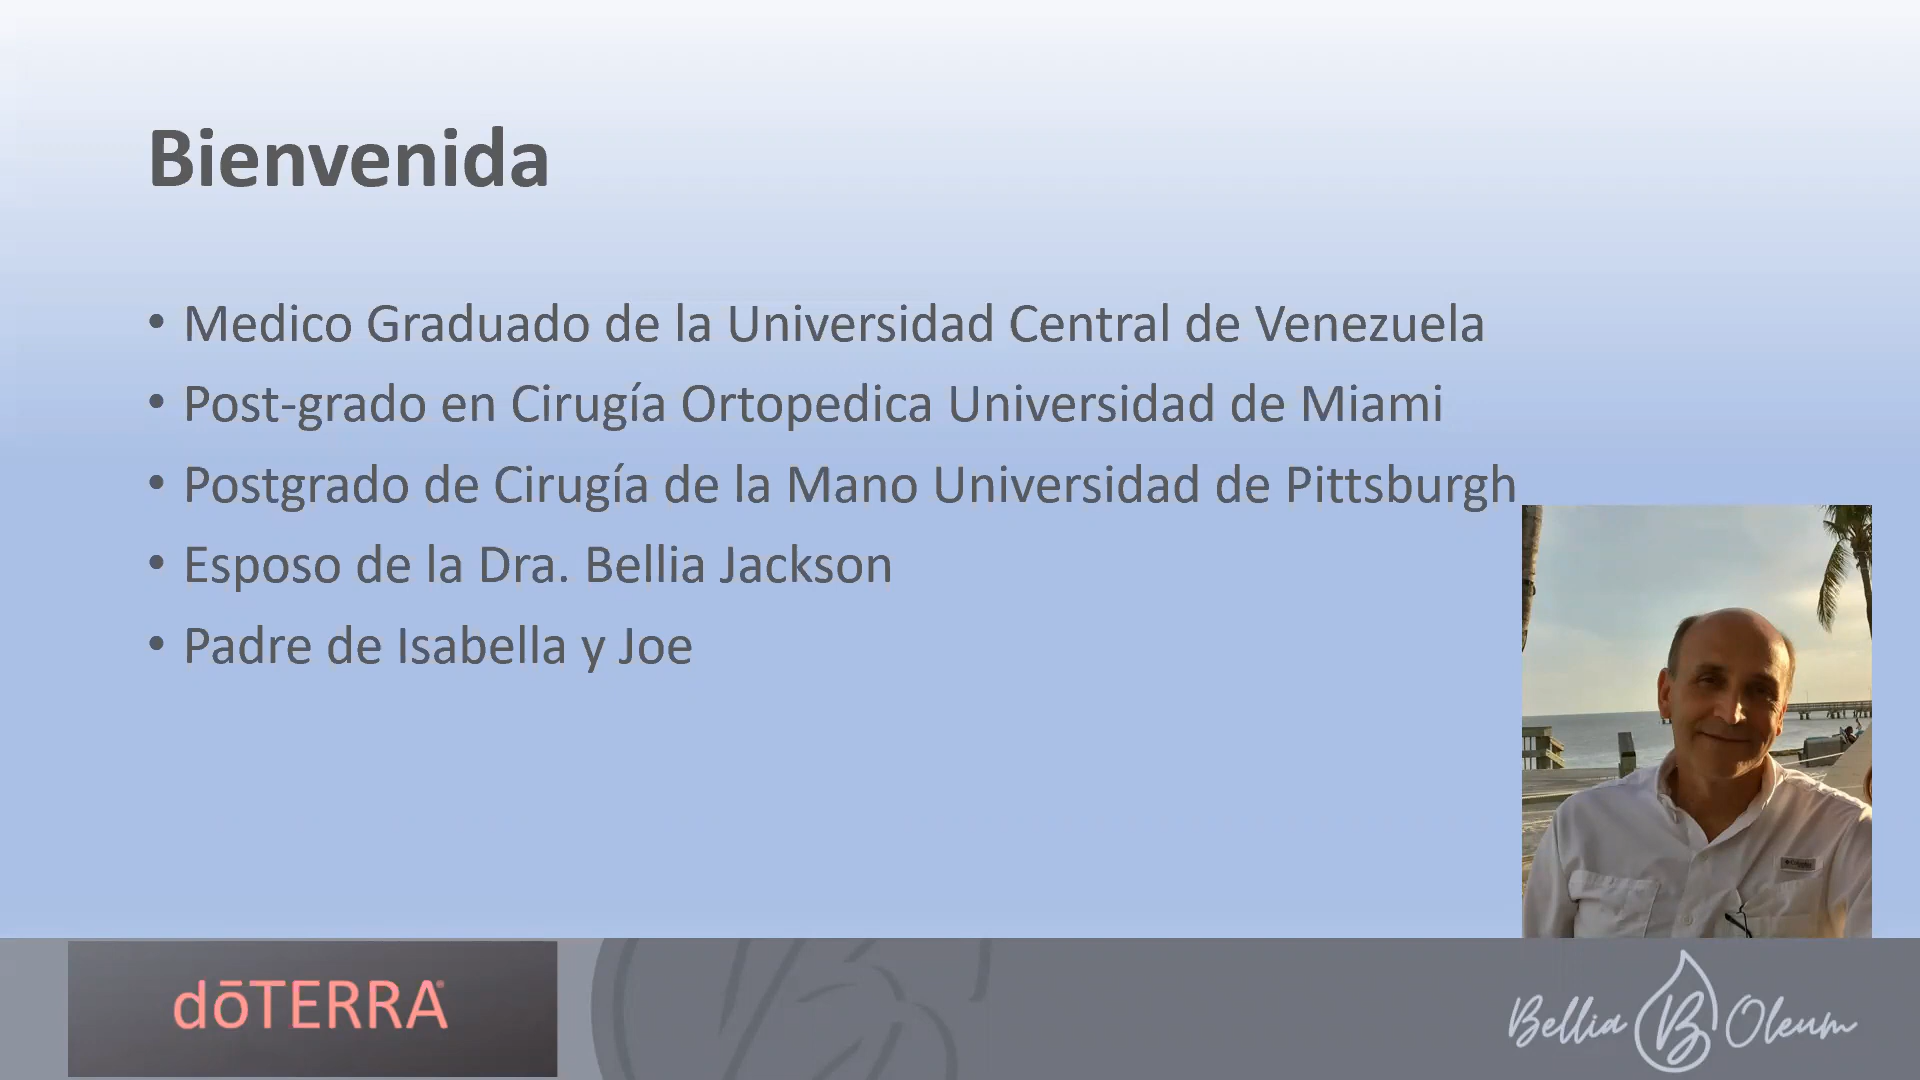 Bienvenida
• Medico Graduado de la Universidad Central de Venezuela
• Post-grado en Cirugía Ortopedica Universidad de Miami
• Postgrado de Cirugía de la Mano Universidad de Pittsburgh
• Esposo de la Dra. Bellia Jackson
• Padre de Isabella y Joe
dōTERRA
Bellia B Oleum